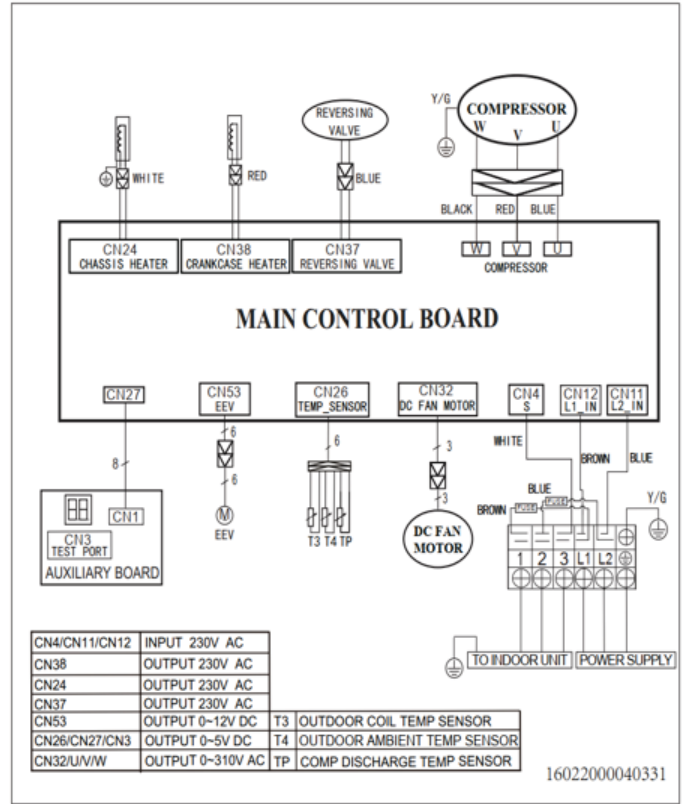 REVERSING
VALVE
Y/G
COMPRESSOR
W V U
WHITE
RED
BLUE
BLACK RED BLUE
CN24
CHASSIS HEATER
CN38
CRANKCASE HEATER
CN37
REVERSING VALVE
W V U
COMPRESSOR
MAIN CONTROL BOARD
CN27
CN53
EEV
CN26
TEMP_SENSOR
CN32
DC FAN MOTOR
CN4
S
CN12
L1_IN
CN11
L2_IN
8
6
6
6
3
3
WHITE
BROWN
BLUE
BLUE
BROWN
FUSE
FUSE
Y/G
CN1
CN3
TEST PORT
AUXILIARY BOARD
M
EEV
T3 T4 TP
DC FAN
MOTOR
1 2 3 L1 L2
TO INDOOR UNIT
POWER SUPPLY
CN4/CN11/CN12 INPUT 230V AC
CN38 OUTPUT 230V AC
CN24 OUTPUT 230V AC
CN37 OUTPUT 230V AC
CN53 OUTPUT 0~12V DC T3 OUTDOOR COIL TEMP SENSOR
CN26/CN27/CN3 OUTPUT 0~5V DC T4 OUTDOOR AMBIENT TEMP SENSOR
CN32/U/V/W OUTPUT 0~310V AC TP COMP DISCHARGE TEMP SENSOR
16022000040331